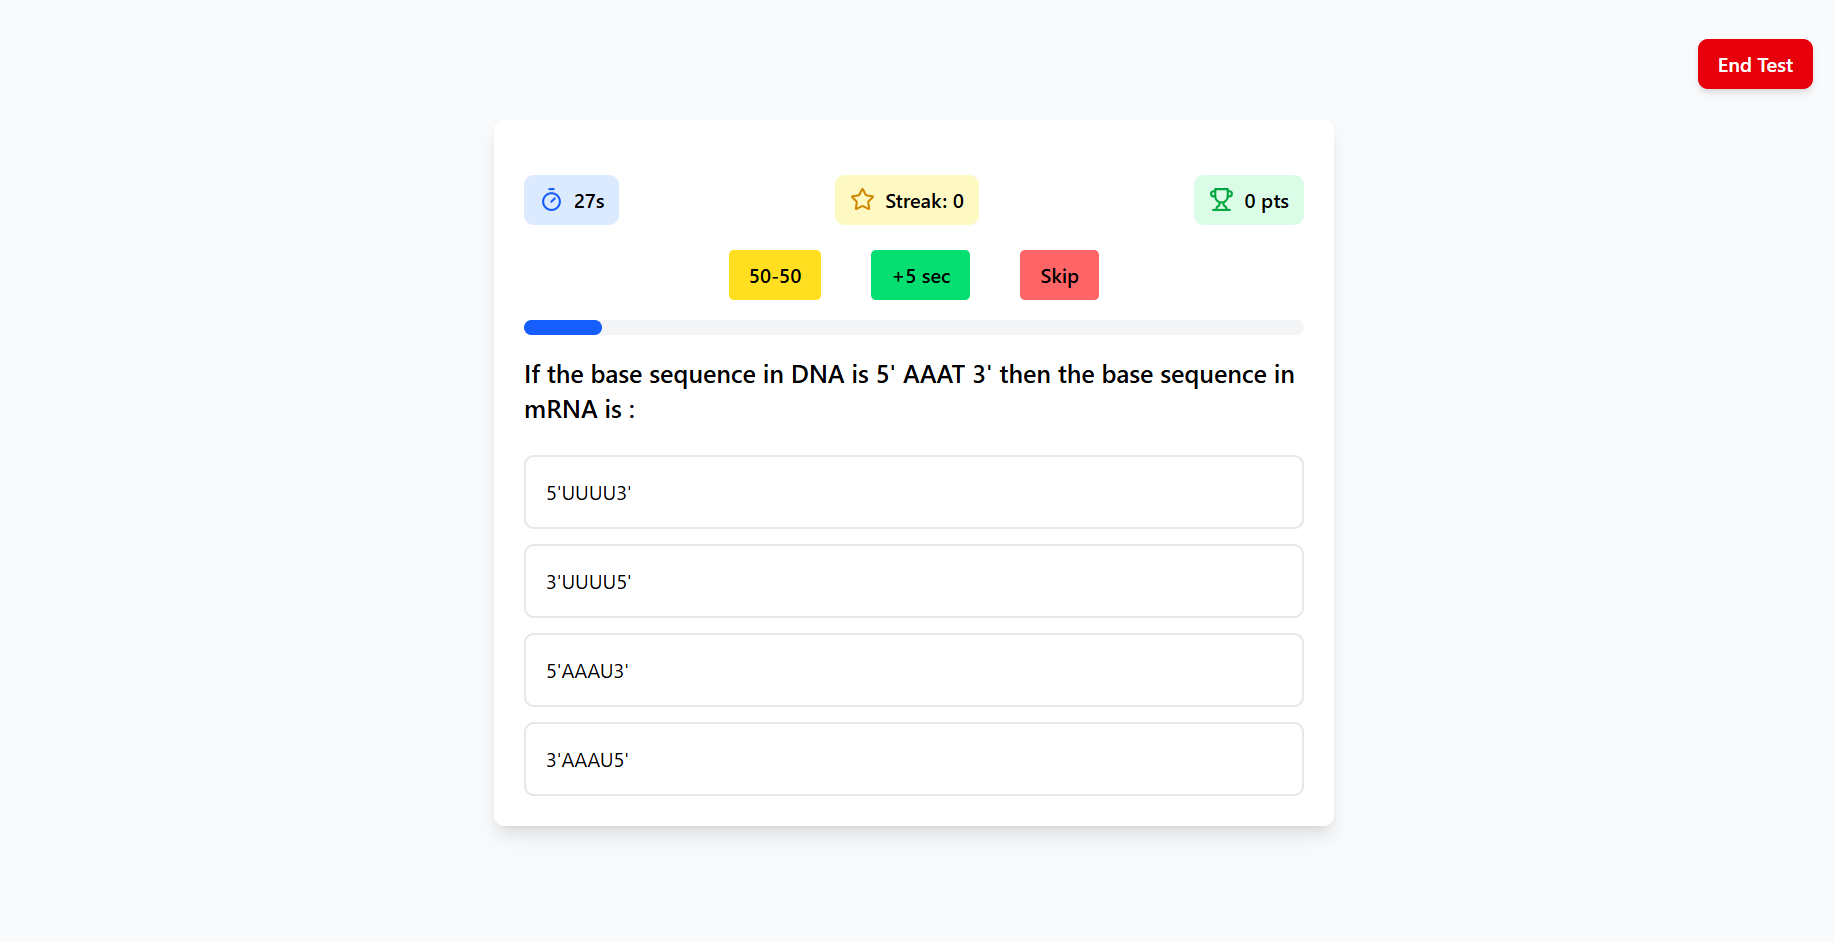 End Test
27s
Streak: 0
0 pts
50-50
+5 sec
Skip
If the base sequence in DNA is 5' AAAT 3' then the base sequence in
mRNA is :
5'UUUU3'
3'UUUU5'
5'AAAU3'
3'AAAU5'